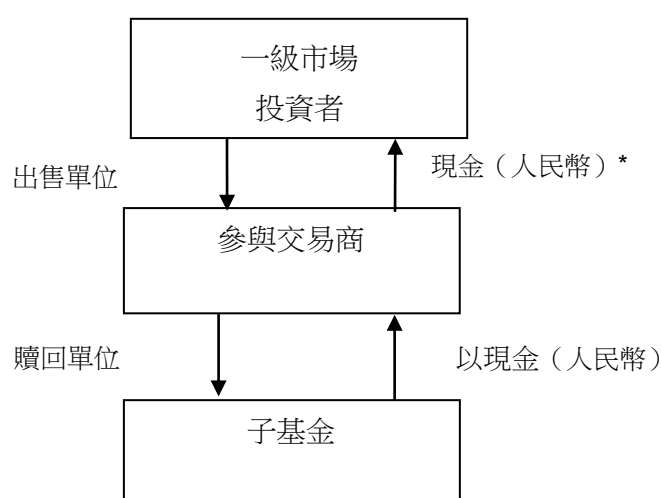 一級市場
投資者
出售單位
現金（人民幣）*
參與交易商
贖回單位
以現金（人民幣）
子基金